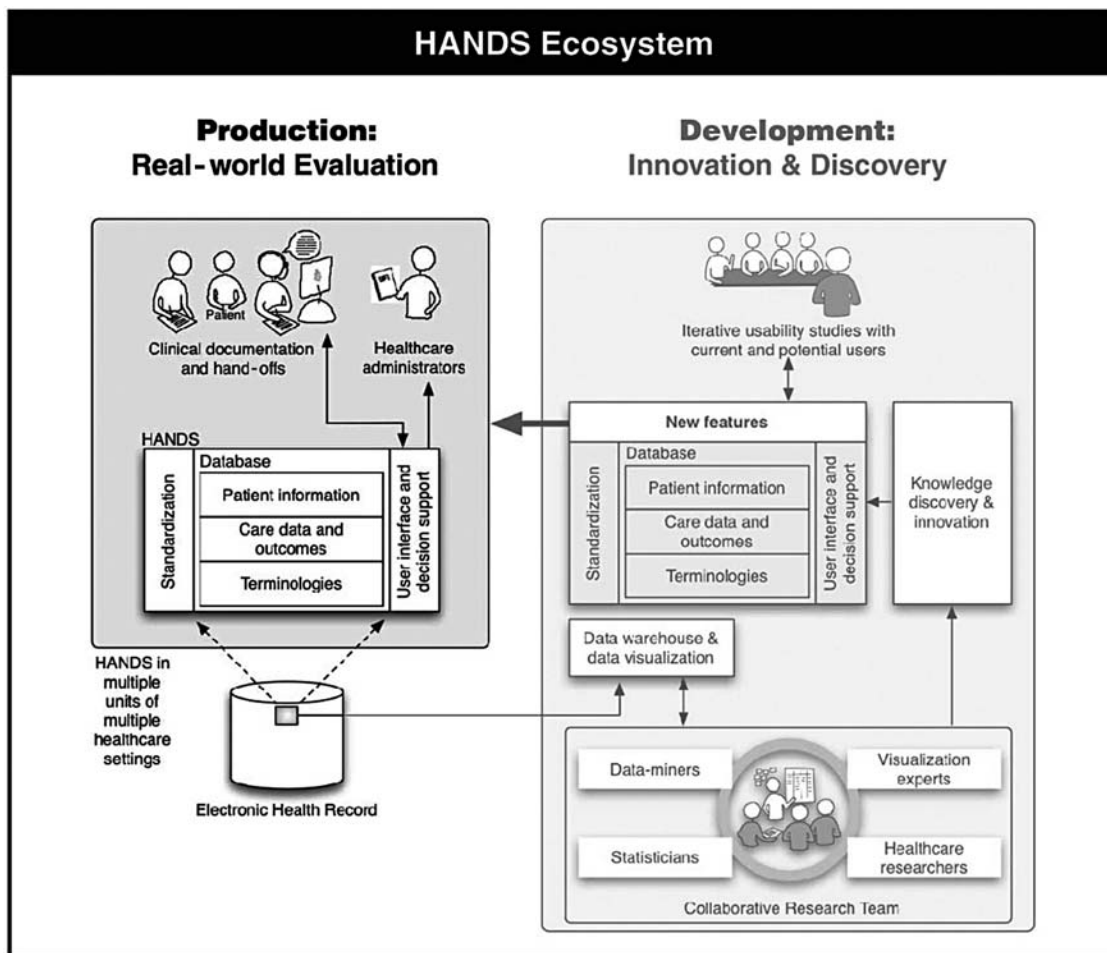 HANDS Ecosystem
Production:
Real-world Evaluation
Patient
Clinical documentation
and hand-offs
Healthcare
administrators
HANDS
Standardization
Database
Patient information
Care data and
outcomes
Terminologies
User interface and
decision support
HANDS in
multiple
units of
multiple
healthcare
settings
Electronic Health Record
Development:
Innovation & Discovery
Iterative usability studies with
current and potential users
New features
Standardization
Database
Patient information
Care data and
outcomes
Terminologies
User interface and
decision support
Knowledge
discovery &
innovation
Data warehouse &
data visualization
Data-miners
Visualization
experts
Statisticians
Healthcare
researchers
Collaborative Research Team